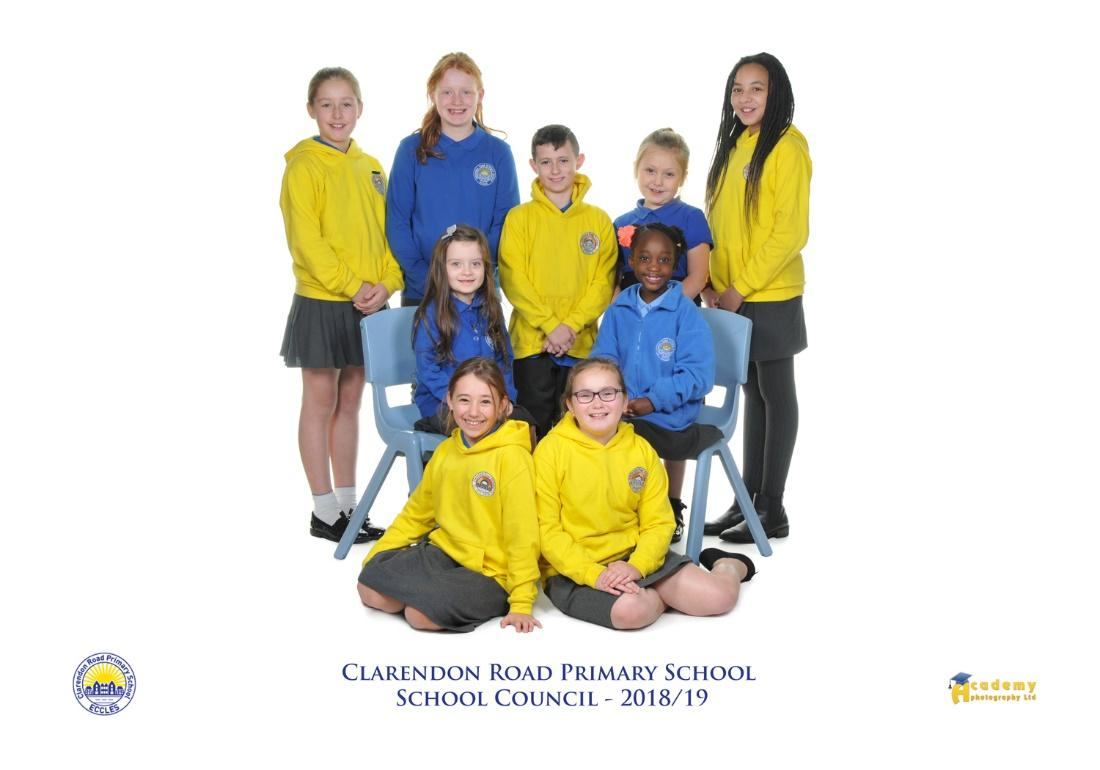 CLARENDON ROAD PRIMARY SCHOOL
SCHOOL COUNCIL - 2018/19
Clarendon Road Primary School
ECCLES
Academy
photography Ltd